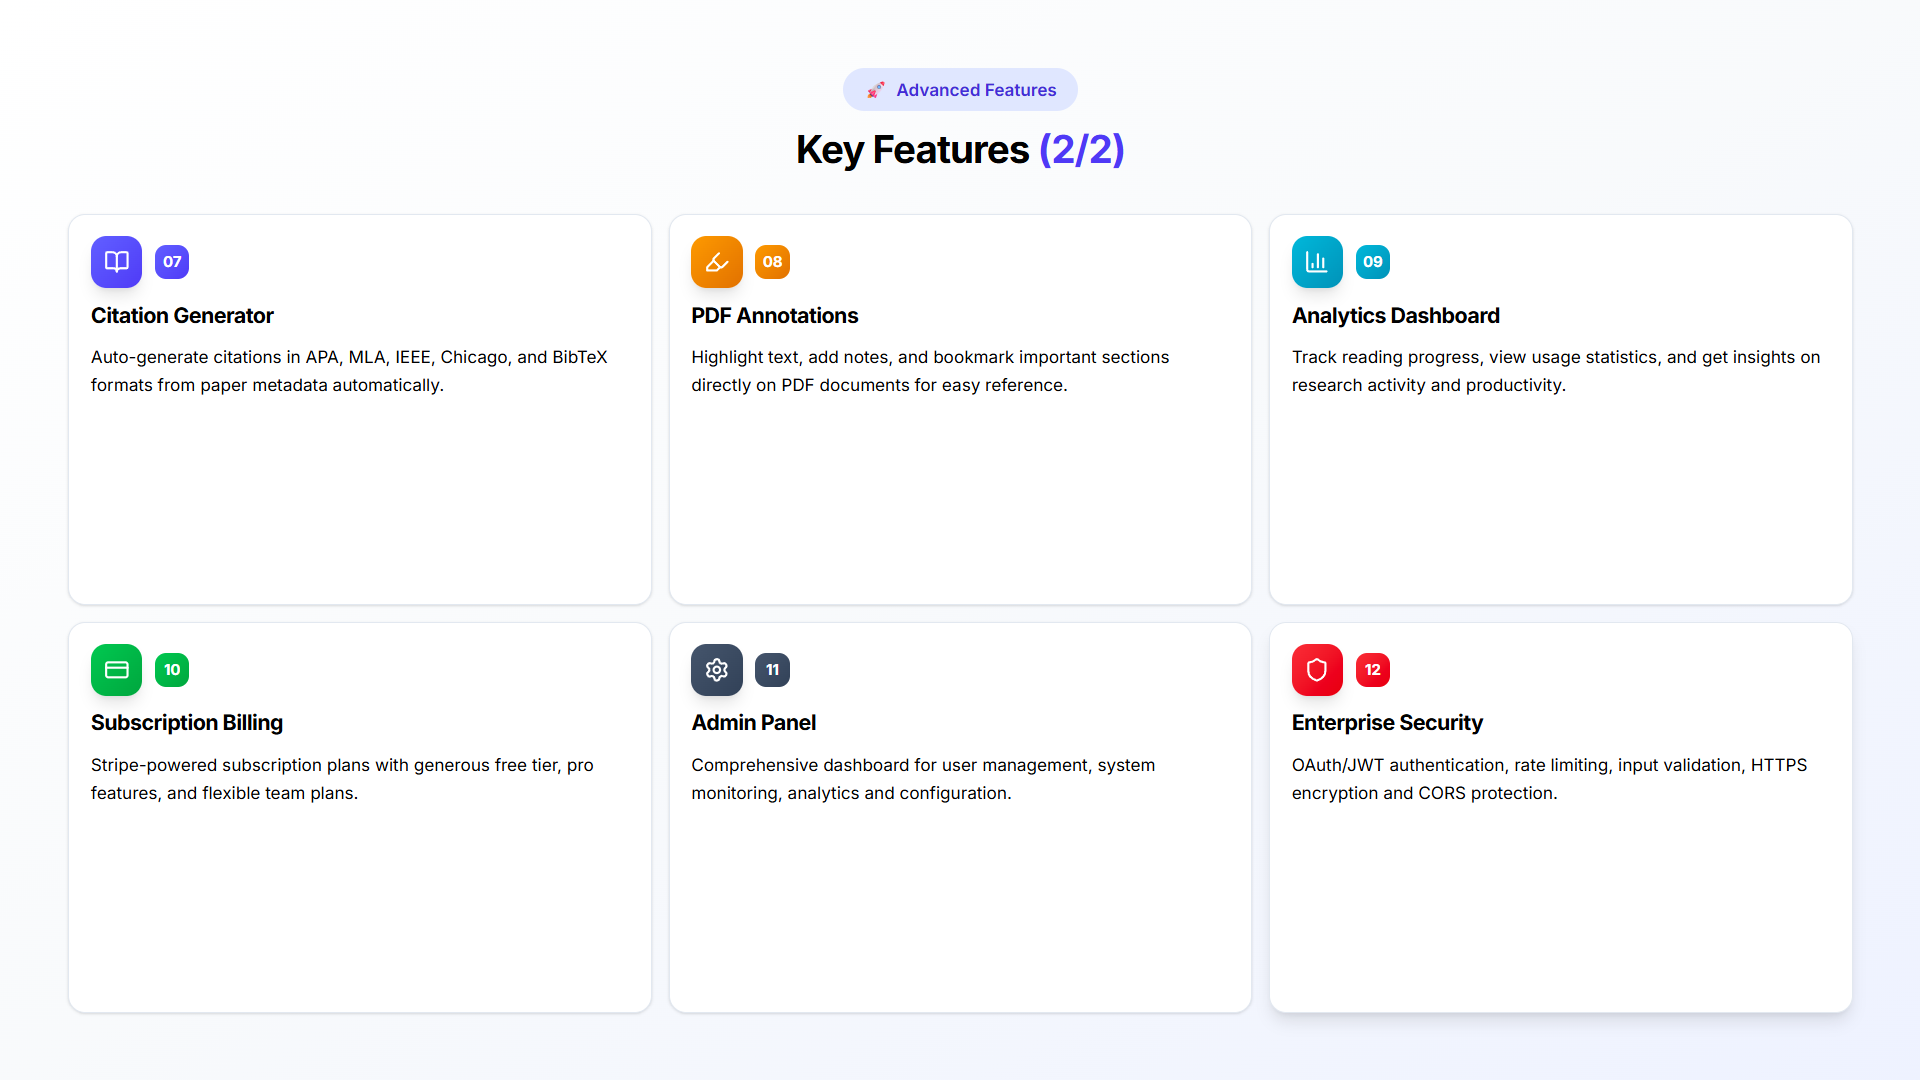 🚀 Advanced Features
Key Features (2/2)
07
Citation Generator
Auto-generate citations in APA, MLA, IEEE, Chicago, and BibTeX
formats from paper metadata automatically.
08
PDF Annotations
Highlight text, add notes, and bookmark important sections
directly on PDF documents for easy reference.
09
Analytics Dashboard
Track reading progress, view usage statistics, and get insights on
research activity and productivity.
10
Subscription Billing
Stripe-powered subscription plans with generous free tier, pro
features, and flexible team plans.
11
Admin Panel
Comprehensive dashboard for user management, system
monitoring, analytics and configuration.
12
Enterprise Security
OAuth/JWT authentication, rate limiting, input validation, HTTPS
encryption and CORS protection.